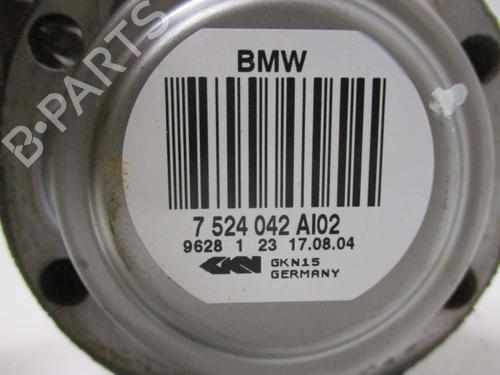 BMW
B-PARTS
7 524 042 AI02
9628 1 23 17.08.04
GKN GKN15
GERMANY